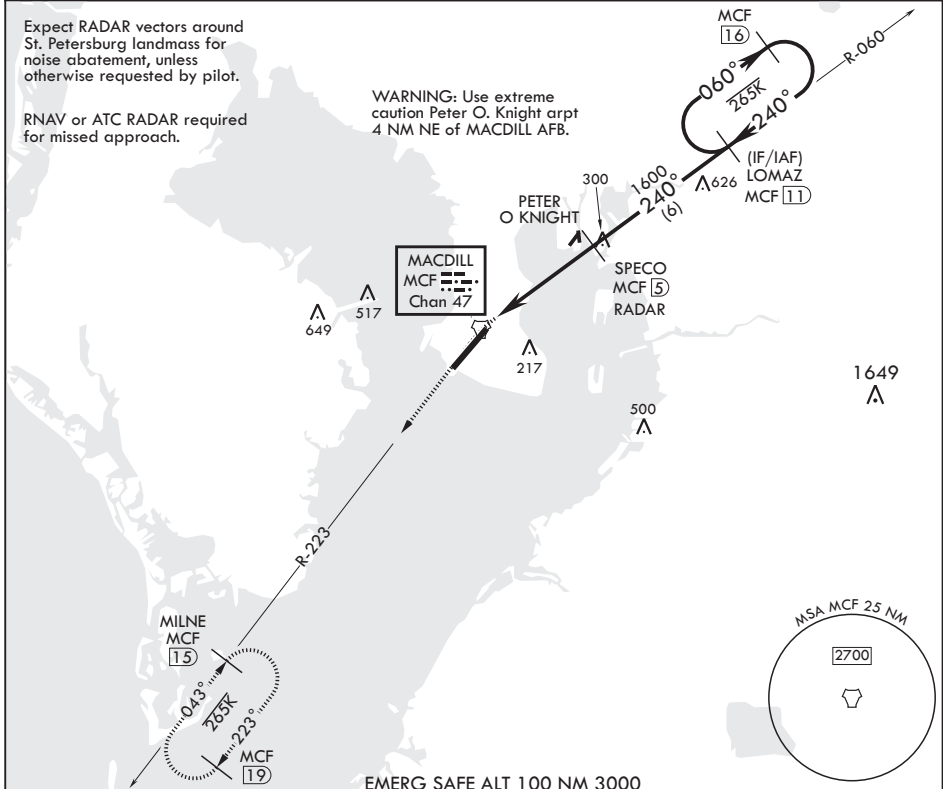 Expect RADAR vectors around
St. Petersburg landmass for
noise abatement, unless
otherwise requested by pilot.
RNAV or ATC RADAR required
for missed approach.
WARNING: Use extreme
caution Peter O. Knight arpt
4 NM NE of MACDILL AFB.
MCF
16
R-060
060°
265K
240°
(IF/IAF)
LOMAZ
MCF 11
626
1600
240°
(6)
300
PETER
O KNIGHT
SPECO
MCF 5
RADAR
MACDILL
MCF
Chan 47
649
517
217
500
1649
R-223
MILNE
MCF
15
043°
265K
223°
MCF
19
MSA MCF 25 NM
2700
EMERG SAFE ALT 100 NM 3000